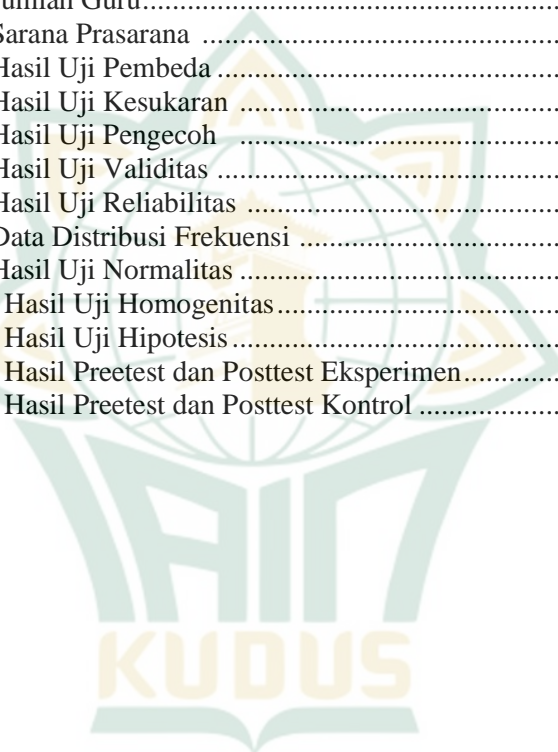 Guru....................................................
Sarana Prasarana ....................................................
Hasil Uji Pembeda ....................................................
Hasil Uji Kesukaran ....................................................
Hasil Uji Pengecoh ....................................................
Hasil Uji Validitas ....................................................
Hasil Uji Reliabilitas ....................................................
Data Distribusi Frekuensi ...........................................
Hasil Uji Normalitas ....................................................
Hasil Uji Homogenitas................................................
Hasil Uji Hipotesis.......................................................
Hasil Preetest dan Posttest Eksperimen................
Hasil Preetest dan Posttest Kontrol .......................
IAIN
KUDUS